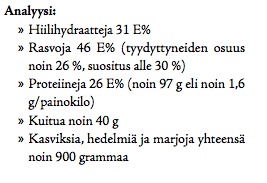 Analyysi:
» Hiilihydraatteja 31 E%
» Rasvoja 46 E% (tyydyttyneiden osuus
noin 26 %, suositus alle 30 %)
» Proteiineja 26 E% (noin 97 g eli noin 1,6
g/painokilo)
» Kuitua noin 40 g
» Kasviksia, hedelmiä ja marjoja yhteensä
noin 900 grammaa